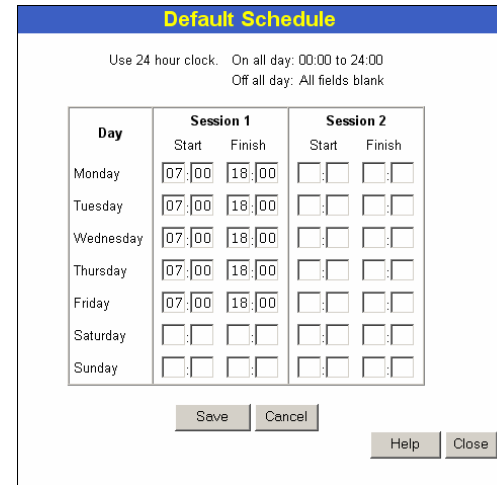 Default Schedule
Use 24 hour clock. On all day: 00:00 to 24:00
Off all day: All fields blank
Day Session 1 Session 2
Start Finish Start Finish
Monday 07:00 18:00 : :
Tuesday 07:00 18:00 : :
Wednesday 07:00 18:00 : :
Thursday 07:00 18:00 : :
Friday 07:00 18:00 : :
Saturday : : : :
Sunday : : : :
Save Cancel
Help Close